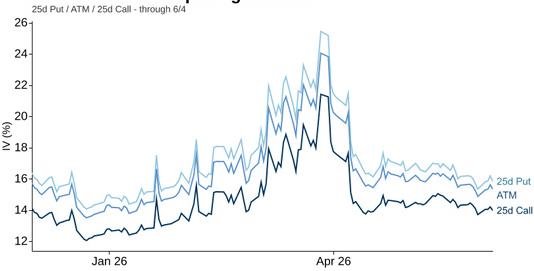 25d Put / ATM / 25d Call - through 6/4
26
24
22
20
18
16
14
12
IV (%)
25d Put
ATM
25d Call
Jan 26
Apr 26